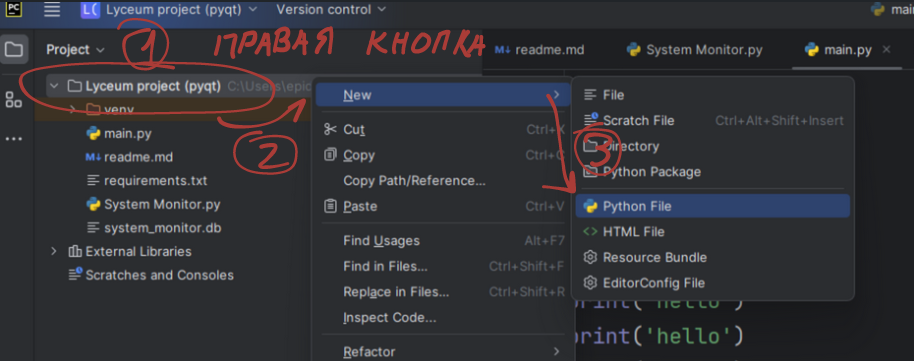 PC L( Lyceum project (pyqt) Version control main
Project 1 ПРАВАЯ КНОПКА readme.md System Monitor.py main.py
Lyceum project (pyqt) C:\Users\epic
venv
main.py
readme.md
requirements.txt
System Monitor.py
system_monitor.db
External Libraries
Scratches and Consoles
2
New
Cut Ctrl+X
Copy Ctrl+C
Copy Path/Reference...
Paste Ctrl+V
Find Usages Alt+F7
Find in Files... Ctrl+Shift+F
Replace in Files... Ctrl+Shift+R
Inspect Code...
Refactor
3
File
Scratch File Ctrl+Alt+Shift+Insert
Directory
Python Package
Python File
HTML File
Resource Bundle
EditorConfig File
print('hello')
print('hello')